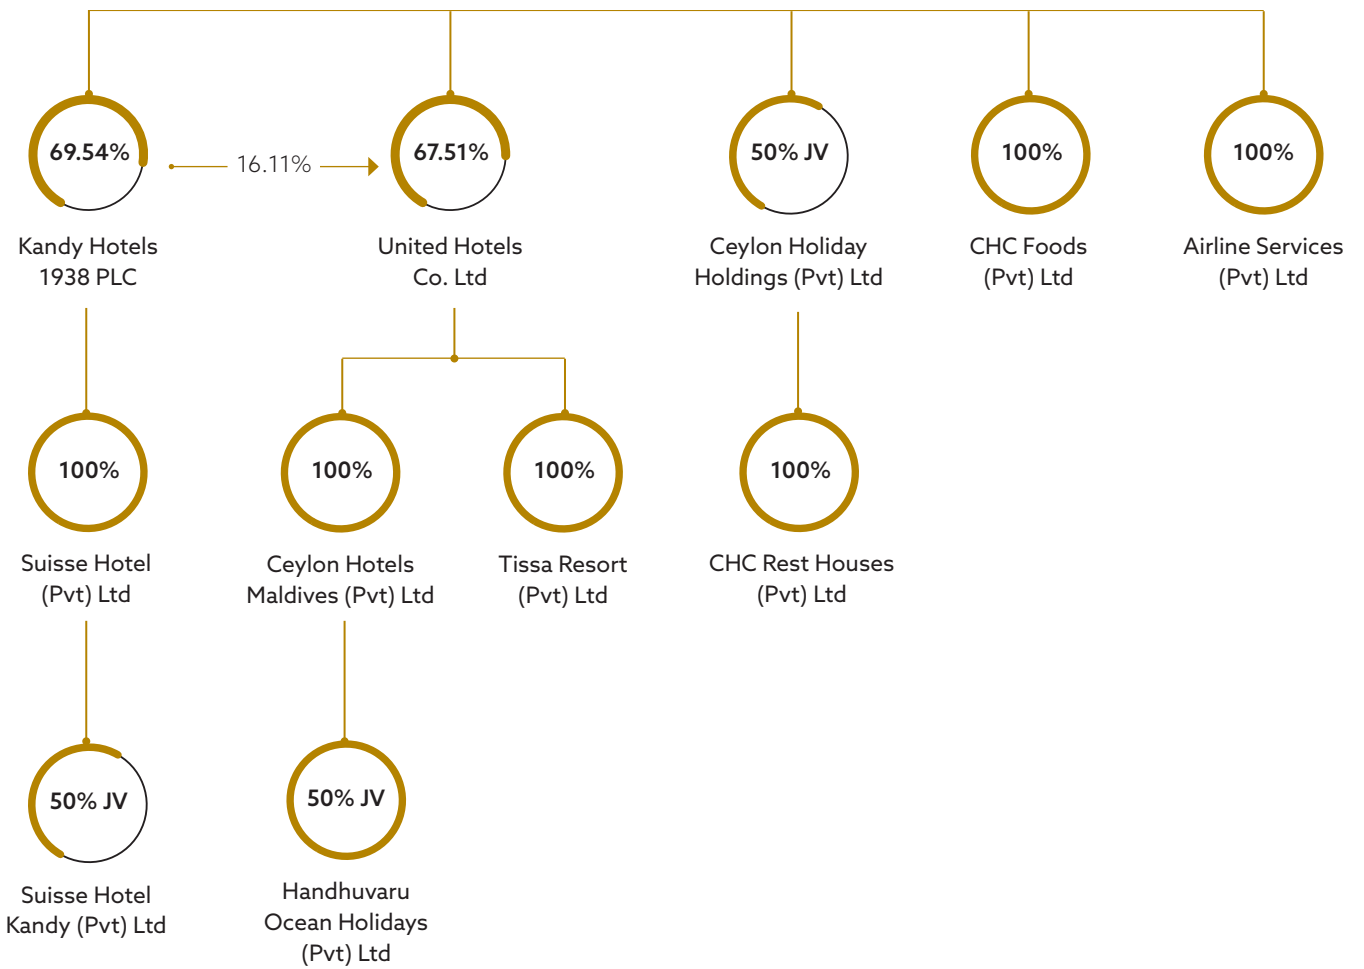 69.54%
16.11%
67.51%
50% JV
100%
100%
Kandy Hotels
1938 PLC
United Hotels
Co. Ltd
Ceylon Holiday
Holdings (Pvt) Ltd
CHC Foods
(Pvt) Ltd
Airline Services
(Pvt) Ltd
100%
100%
100%
100%
Suisse Hotel
(Pvt) Ltd
Ceylon Hotels
Maldives (Pvt) Ltd
Tissa Resort
(Pvt) Ltd
CHC Rest Houses
(Pvt) Ltd
50% JV
50% JV
Suisse Hotel
Kandy (Pvt) Ltd
Handhuvaru
Ocean Holidays
(Pvt) Ltd